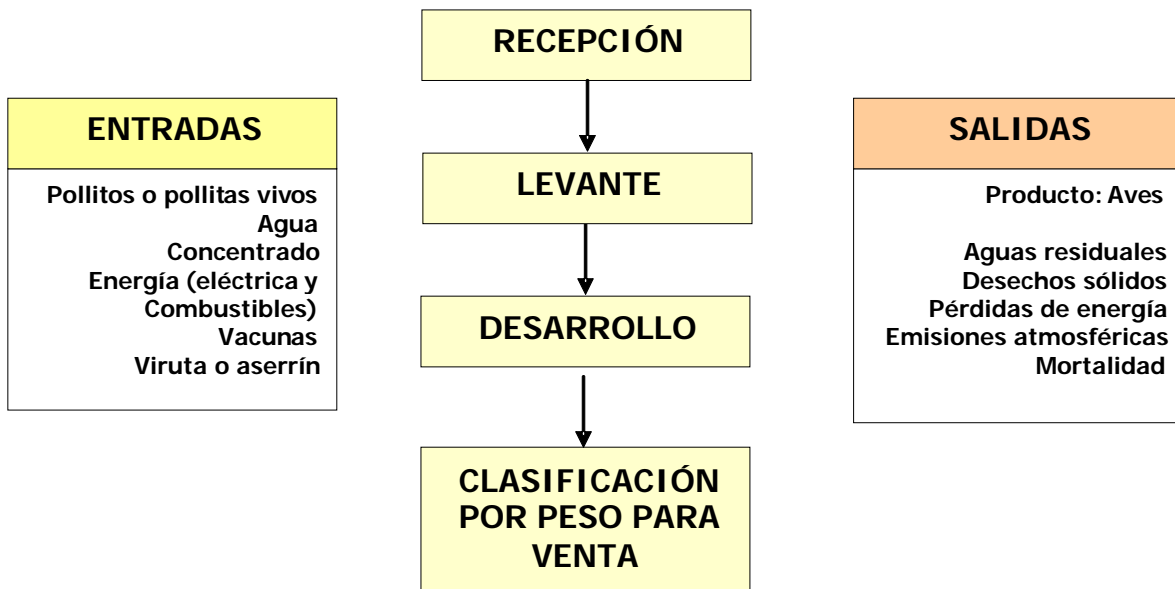 RECEPCIÓN
ENTRADAS
Pollitos o pollitas vivos
Agua
Concentrado
Energía (eléctrica y
Combustibles)
Vacunas
Viruta o aserrín
LEVANTE
DESARROLLO
CLASIFICACIÓN
POR PESO PARA
VENTA
SALIDAS
Producto: Aves
Aguas residuales
Desechos sólidos
Pérdidas de energía
Emisiones atmosféricas
Mortalidad